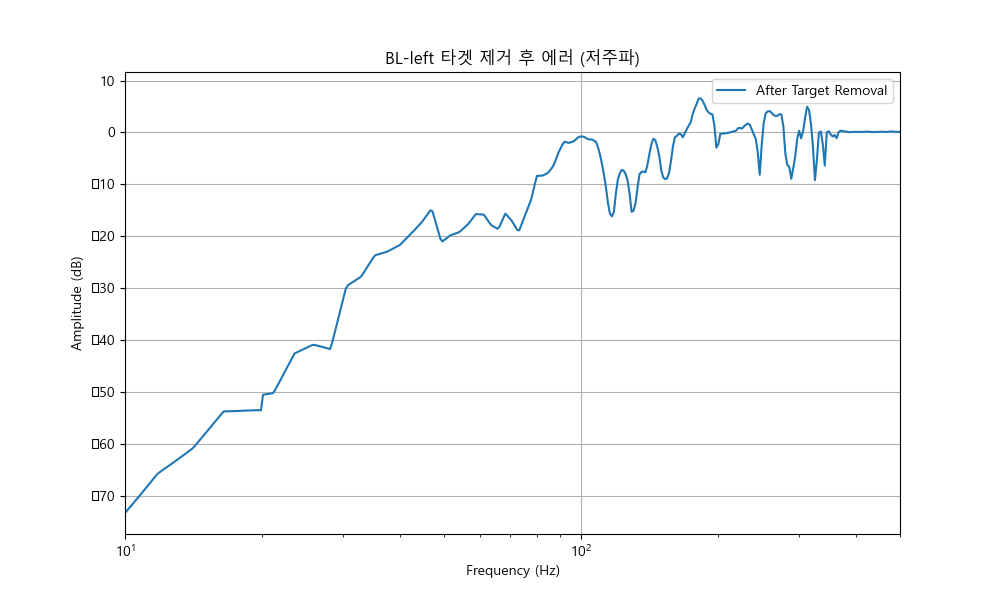 BL-left 타겟 제거 후 에러 (저주파)
After Target Removal
Amplitude (dB)
10
0
▯10
▯20
▯30
▯40
▯50
▯60
▯70
10¹
10²
Frequency (Hz)